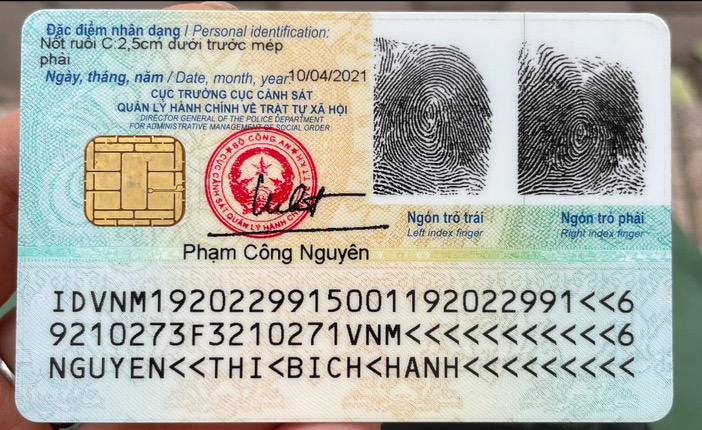 Đặc điểm nhân dạng / Personal identification:
Nốt ruồi C.2,5cm dưới trước mép
phải
Ngày, tháng, năm / Date, month, year: 10/04/2021
CỤC TRƯỞNG CỤC CẢNH SÁT
QUẢN LÝ HÀNH CHÍNH VỀ TRẬT TỰ XÃ HỘI
DIRECTOR GENERAL OF THE POLICE DEPARTMENT
FOR ADMINISTRATIVE MANAGEMENT OF SOCIAL ORDER
BỘ CÔNG AN
CỤC CẢNH SÁT QUẢN LÝ HÀNH CHÍNH
Phạm Công Nguyên
Ngón trỏ trái
Left index finger
Ngón trỏ phải
Right index finger
IDVNM1920229915001192022991<<6
9210273F3210271VNM<<<<<<<<<<<6
NGUYEN<<THI<BICH<HANH<<<<<<<<<